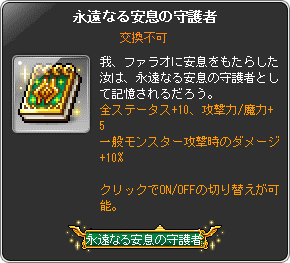 永遠なる安息の守護者
交換不可
我、ファラオに安息をもたらした
汝は、永遠なる安息の守護者とし
て記憶されるだろう。
全ステータス+10、攻撃力/魔力+
5
一般モンスター攻撃時のダメージ
+10%
クリックでON/OFFの切り替えが可
能。
永遠なる安息の守護者